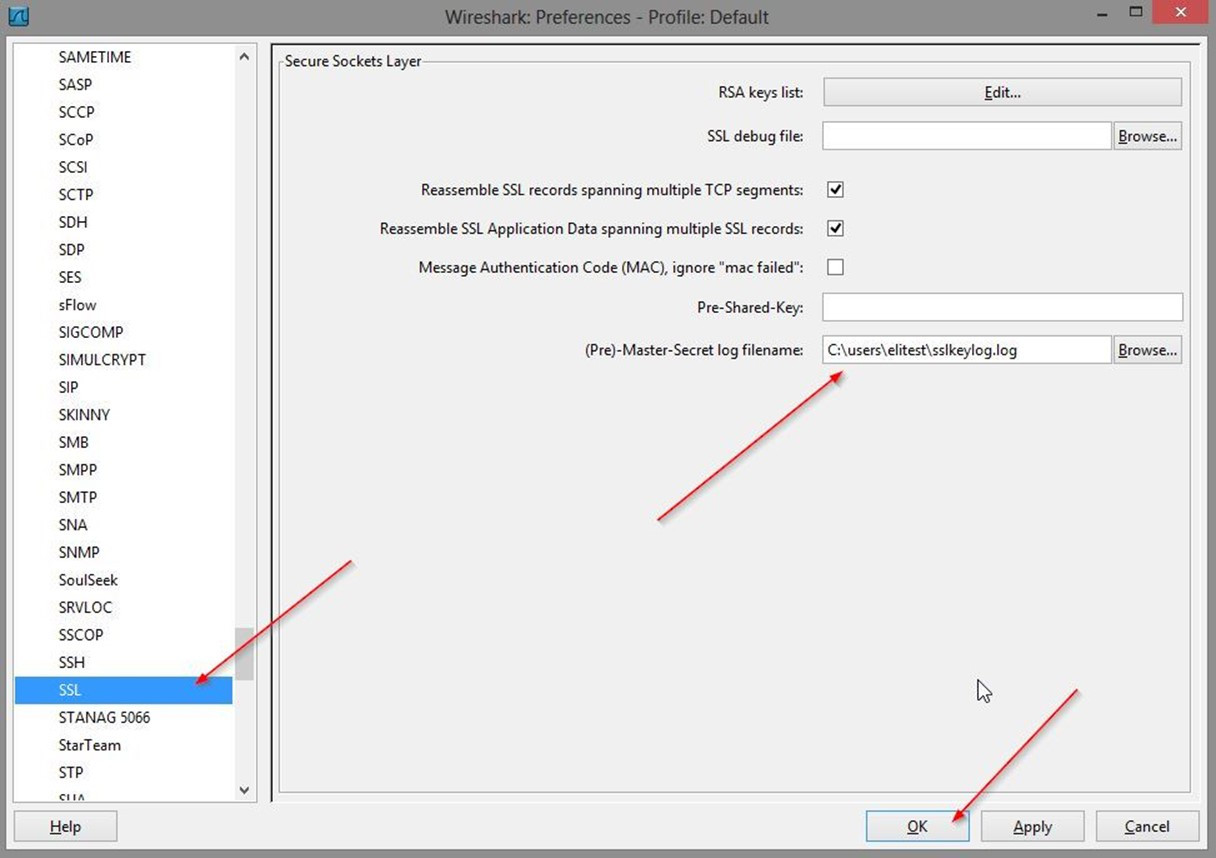 Wireshark: Preferences - Profile: Default
SAMETIME
SASP
SCCP
SCoP
SCSI
SCTP
SDH
SDP
SES
sFlow
SIGCOMP
SIMULCRYPT
SIP
SKINNY
SMB
SMPP
SMTP
SNA
SNMP
SoulSeek
SRVLOC
SSCOP
SSH
SSL
STANAG 5066
StarTeam
STP
Secure Sockets Layer
RSA keys list: Edit...
SSL debug file: Browse...
Reassemble SSL records spanning multiple TCP segments:
Reassemble SSL Application Data spanning multiple SSL records:
Message Authentication Code (MAC), ignore "mac failed":
Pre-Shared-Key:
(Pre)-Master-Secret log filename: C:\users\elitest\sslkeylog.log Browse...
Help OK Apply Cancel